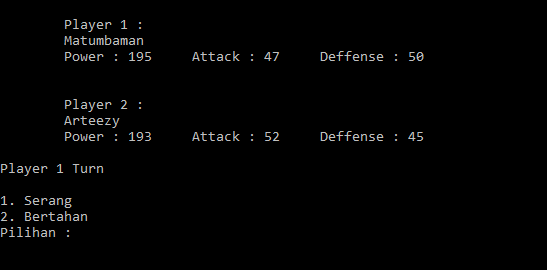 Player 1 :
Matumbaman
Power : 195     Attack : 47     Deffense : 50
Player 2 :
Arteezy
Power : 193     Attack : 52     Deffense : 45
Player 1 Turn
1. Serang
2. Bertahan
Pilihan :